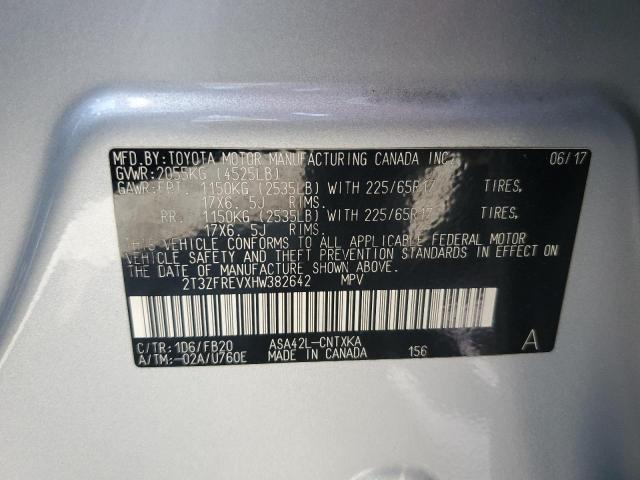 MFD.BY:TOYOTA MOTOR MANUFACTURING CANADA INC. 06/17
GVWR:2055KG (4525LB)
GAWR:FRT. 1150KG (2535LB) WITH 225/65R17 TIRES,
17X6. 5J RIMS.
RR. 1150KG (2535LB) WITH 225/65R17 TIRES,
17X6. 5J RIMS.
THIS VEHICLE CONFORMS TO ALL APPLICABLE FEDERAL MOTOR
VEHICLE SAFETY AND THEFT PREVENTION STANDARDS IN EFFECT ON
THE DATE OF MANUFACTURE SHOWN ABOVE.
2T3ZFREVXHW382642 MPV
C/TR:1D6/FB20 ASA42L-CNTXKA
A/TM:-02A/U760E MADE IN CANADA 156
A